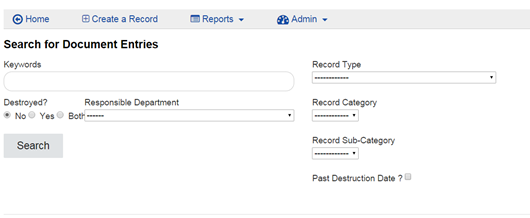 Home Create a Record Reports Admin
Search for Document Entries
Keywords
Record Type
------------
Destroyed?
No Yes Both
Responsible Department
------
Record Category
------------
Search
Record Sub-Category
------------
Past Destruction Date ?